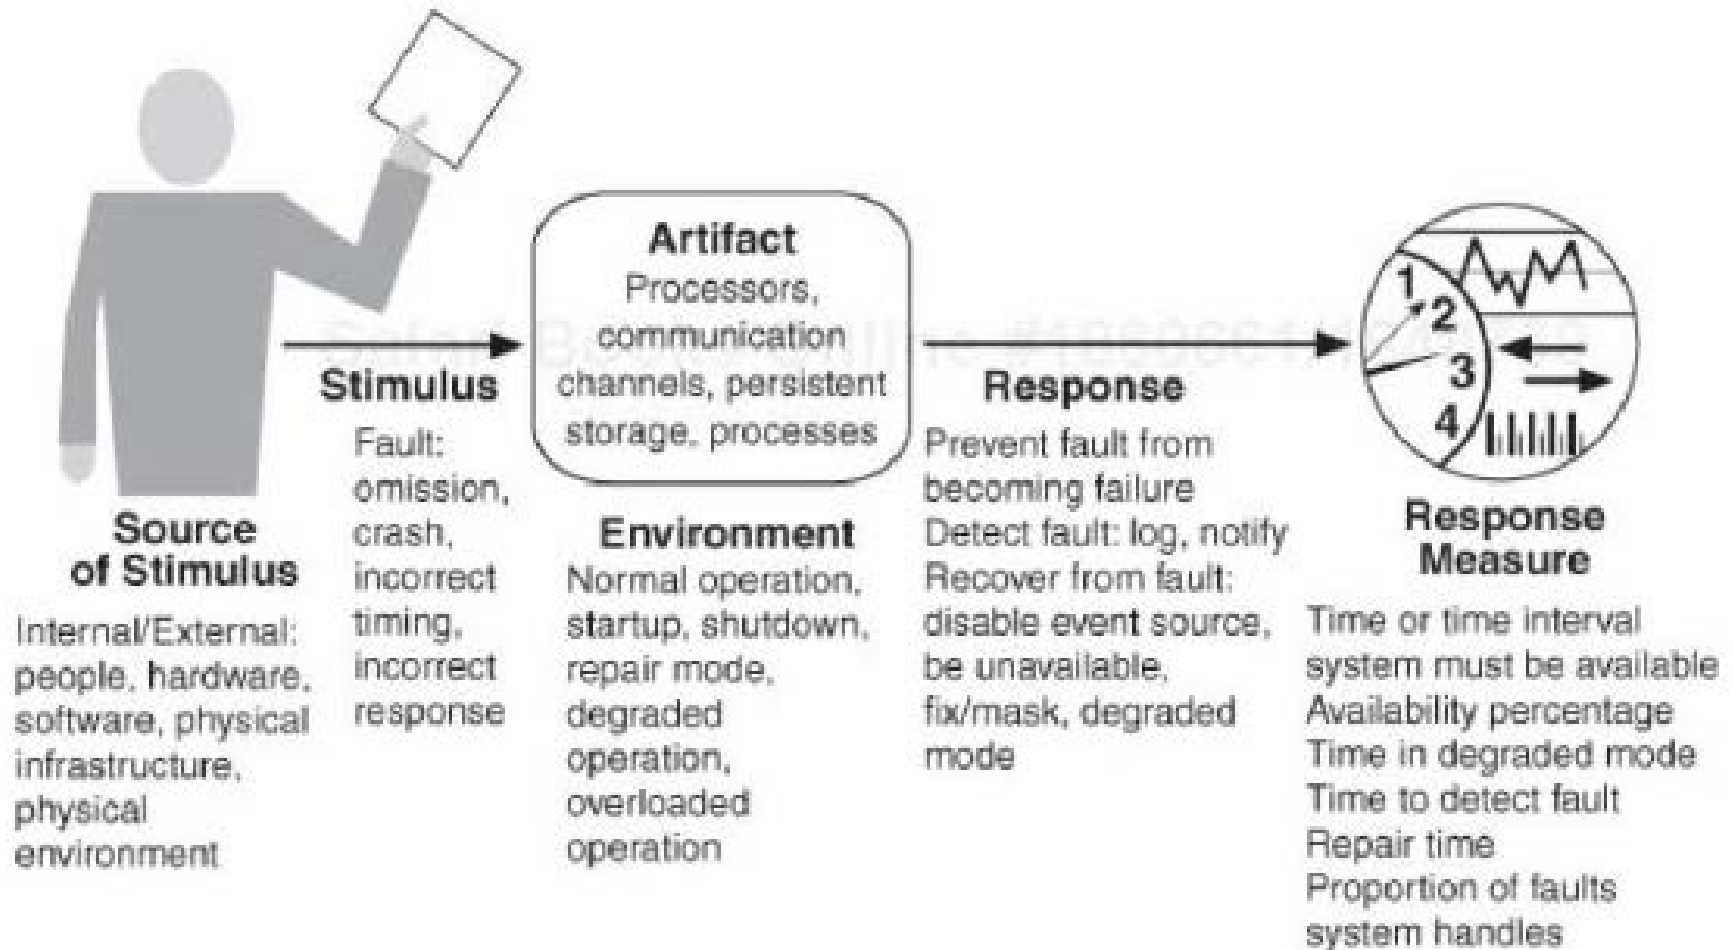 Source
of Stimulus
Internal/External:
people, hardware,
software, physical
infrastructure,
physical
environment
Stimulus
Fault:
omission,
crash,
incorrect
timing,
incorrect
response
Artifact
Processors,
communication
channels, persistent
storage, processes
Environment
Normal operation,
startup, shutdown,
repair mode,
degraded
operation,
overloaded
operation
Response
Prevent fault from
becoming failure
Detect fault: log, notify
Recover from fault:
disable event source,
be unavailable,
fix/mask, degraded
mode
1
2
3
4
Response
Measure
Time or time interval
system must be available
Availability percentage
Time in degraded mode
Time to detect fault
Repair time
Proportion of faults
system handles